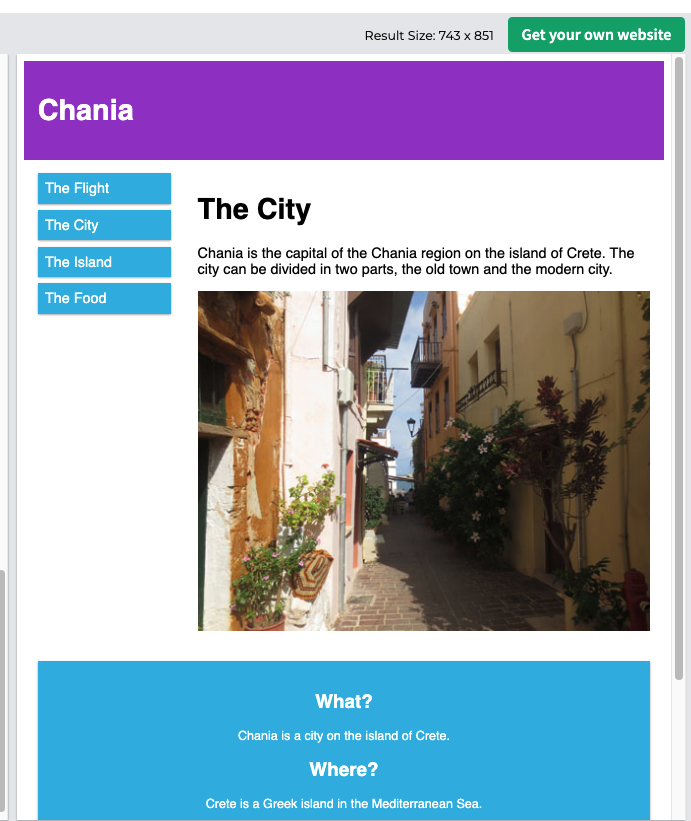 Result Size: 743 x 851
Get your own website
Chania
The Flight
The City
The Island
The Food
The City
Chania is the capital of the Chania region on the island of Crete. The
city can be divided in two parts, the old town and the modern city.
What?
Chania is a city on the island of Crete.
Where?
Crete is a Greek island in the Mediterranean Sea.